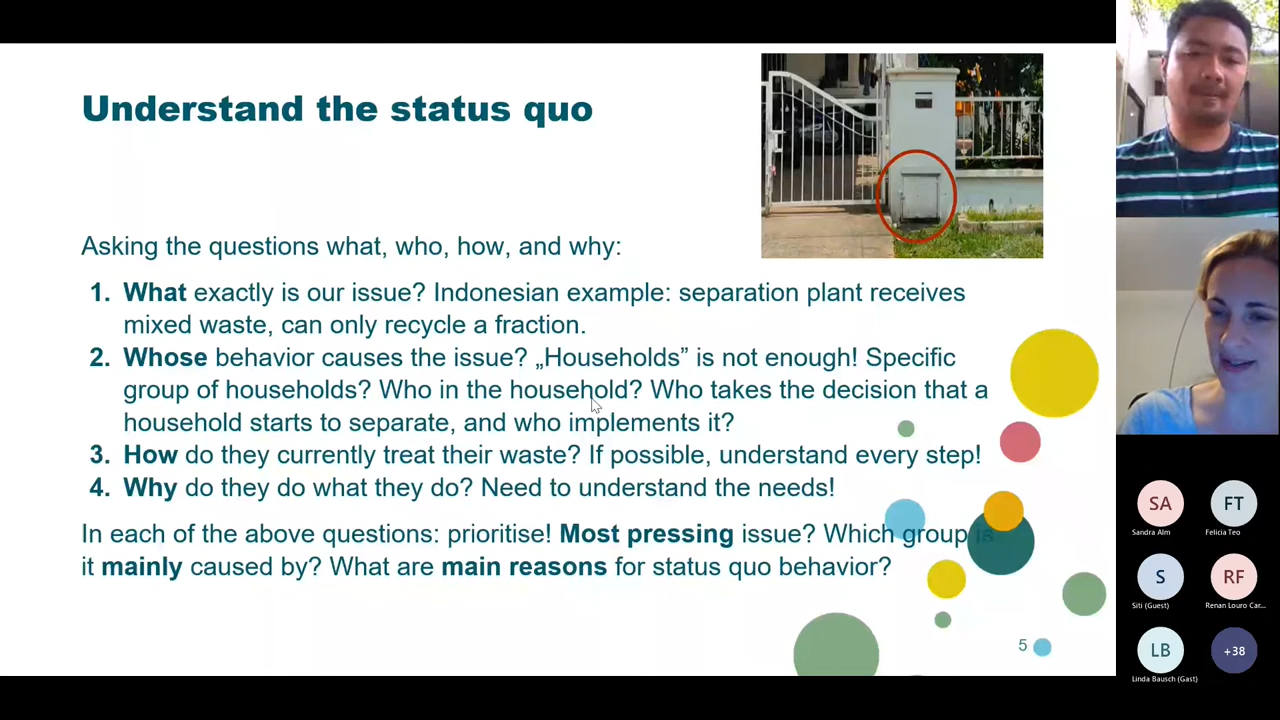 Understand the status quo
Asking the questions what, who, how, and why:
1. What exactly is our issue? Indonesian example: separation plant receives
mixed waste, can only recycle a fraction.
2. Whose behavior causes the issue? „Households” is not enough! Specific
group of households? Who in the household? Who takes the decision that a
household starts to separate, and who implements it?
3. How do they currently treat their waste? If possible, understand every step!
4. Why do they do what they do? Need to understand the needs!
In each of the above questions: prioritise! Most pressing issue? Which group is
it mainly caused by? What are main reasons for status quo behavior?
5
SA
Sandra Alm
FT
Felicia Teo
S
Siti (Guest)
RF
Renan Louro Car...
LB
Linda Bausch (Gast)
+38